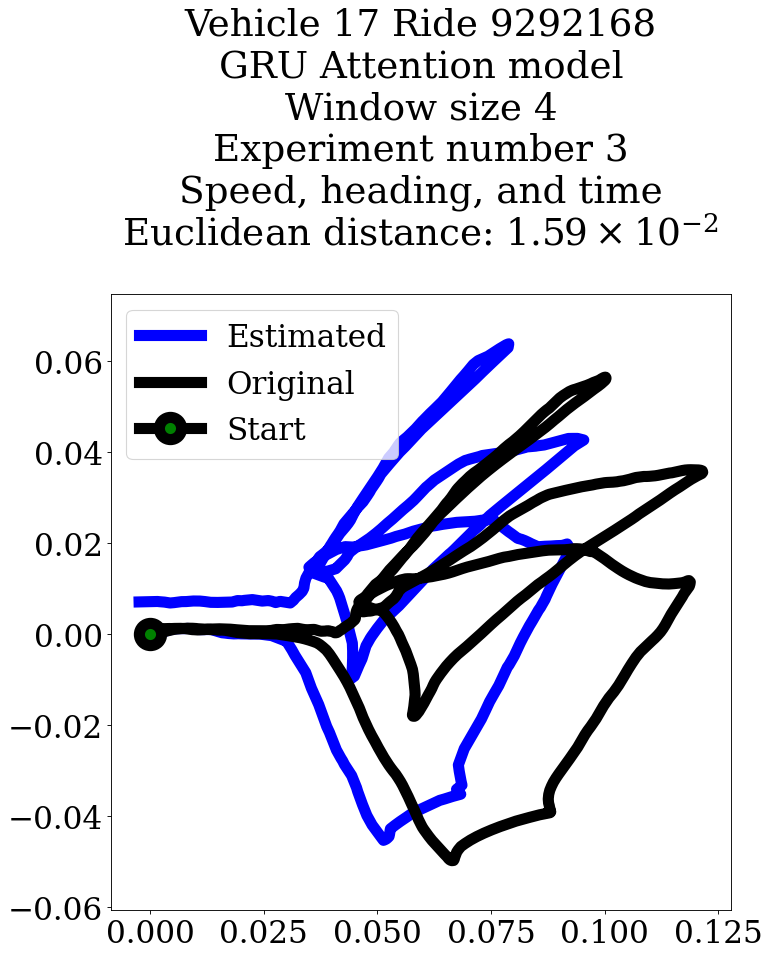 Vehicle 17 Ride 9292168
GRU Attention model
Window size 4
Experiment number 3
Speed, heading, and time
Euclidean distance: 1.59 × 10⁻²
Estimated
Original
Start
0.06
0.04
0.02
0.00
−0.02
−0.04
−0.06
0.000 0.025 0.050 0.075 0.100 0.125